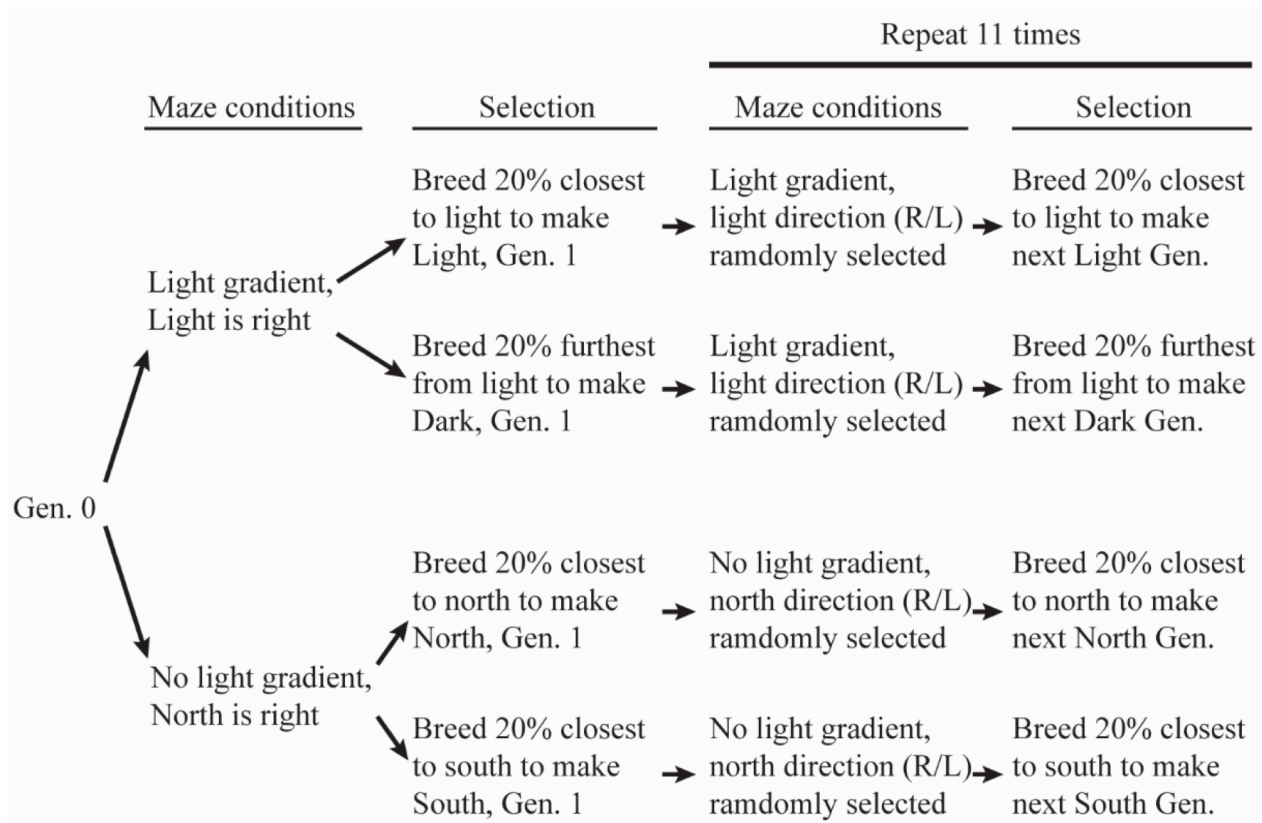 Repeat 11 times
Maze conditions
Selection
Maze conditions
Selection
Gen. 0
Light gradient,
Light is right
Breed 20% closest
to light to make
Light, Gen. 1
Light gradient,
light direction (R/L)
ramdomly selected
Breed 20% closest
to light to make
next Light Gen.
Breed 20% furthest
from light to make
Dark, Gen. 1
Light gradient,
light direction (R/L)
ramdomly selected
Breed 20% furthest
from light to make
next Dark Gen.
No light gradient,
North is right
Breed 20% closest
to north to make
North, Gen. 1
No light gradient,
north direction (R/L)
ramdomly selected
Breed 20% closest
to north to make
next North Gen.
Breed 20% closest
to south to make
South, Gen. 1
No light gradient,
north direction (R/L)
ramdomly selected
Breed 20% closest
to south to make
next South Gen.